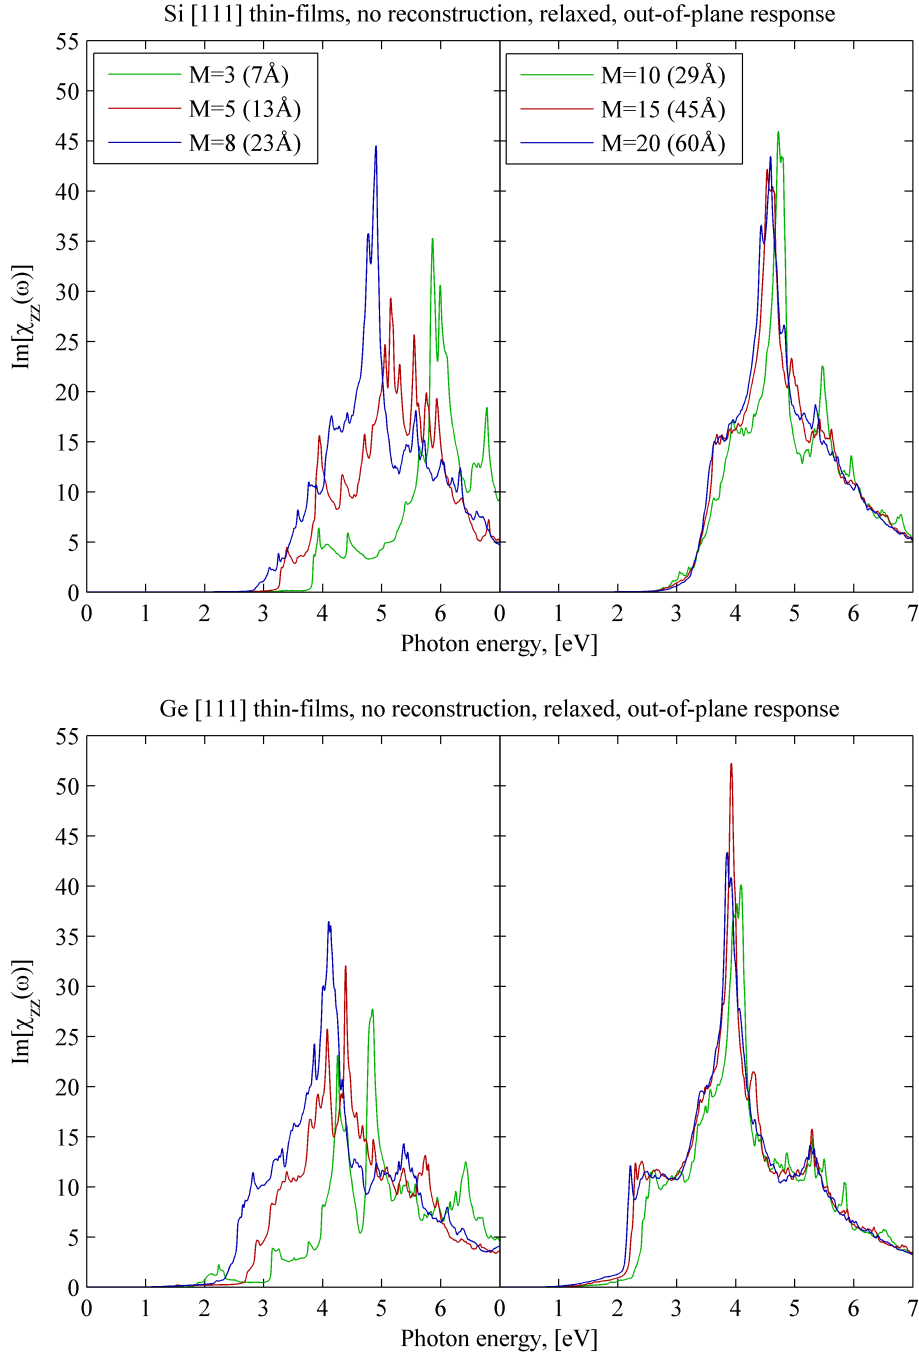 Si [111] thin-films, no reconstruction, relaxed, out-of-plane response
55
50
45
40
35
30
25
20
15
10
5
0
Im[χzz(ω)]
M=3 (7Å)
M=5 (13Å)
M=8 (23Å)
M=10 (29Å)
M=15 (45Å)
M=20 (60Å)
0 1 2 3 4 5 6 0 1 2 3 4 5 6 7
Photon energy, [eV]
Ge [111] thin-films, no reconstruction, relaxed, out-of-plane response
55
50
45
40
35
30
25
20
15
10
5
0
Im[χzz(ω)]
0 1 2 3 4 5 6 0 1 2 3 4 5 6 7
Photon energy, [eV]